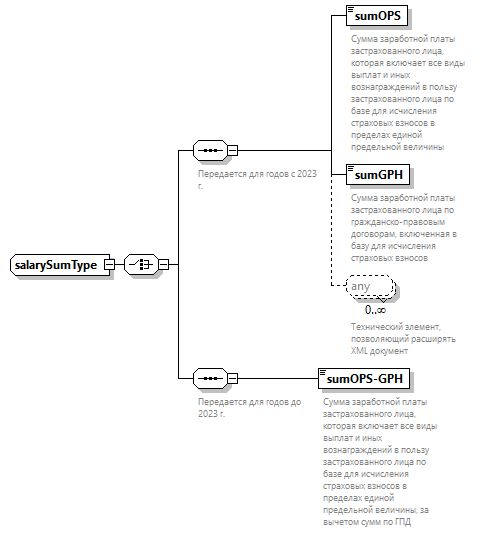 sumOPS
Сумма заработной платы
застрахованного лица,
которая включает все виды
выплат и иных
вознаграждений в пользу
застрахованного лица по
базе для исчисления
страховых взносов в
пределах единой
предельной величины
Передается для годов с 2023
г.
sumGPH
Сумма заработной платы
застрахованного лица по
гражданско-правовым
договорам, включенная в
базу для исчисления
страховых взносов
salarySumType
any
0..∞
Технический элемент,
позволяющий расширять
XML документ
sumOPS-GPH
Передается для годов до
2023 г.
Сумма заработной платы
застрахованного лица,
которая включает все виды
выплат и иных
вознаграждений в пользу
застрахованного лица по
базе для исчисления
страховых взносов в
пределах единой
предельной величины, за
вычетом сумм по ГПД